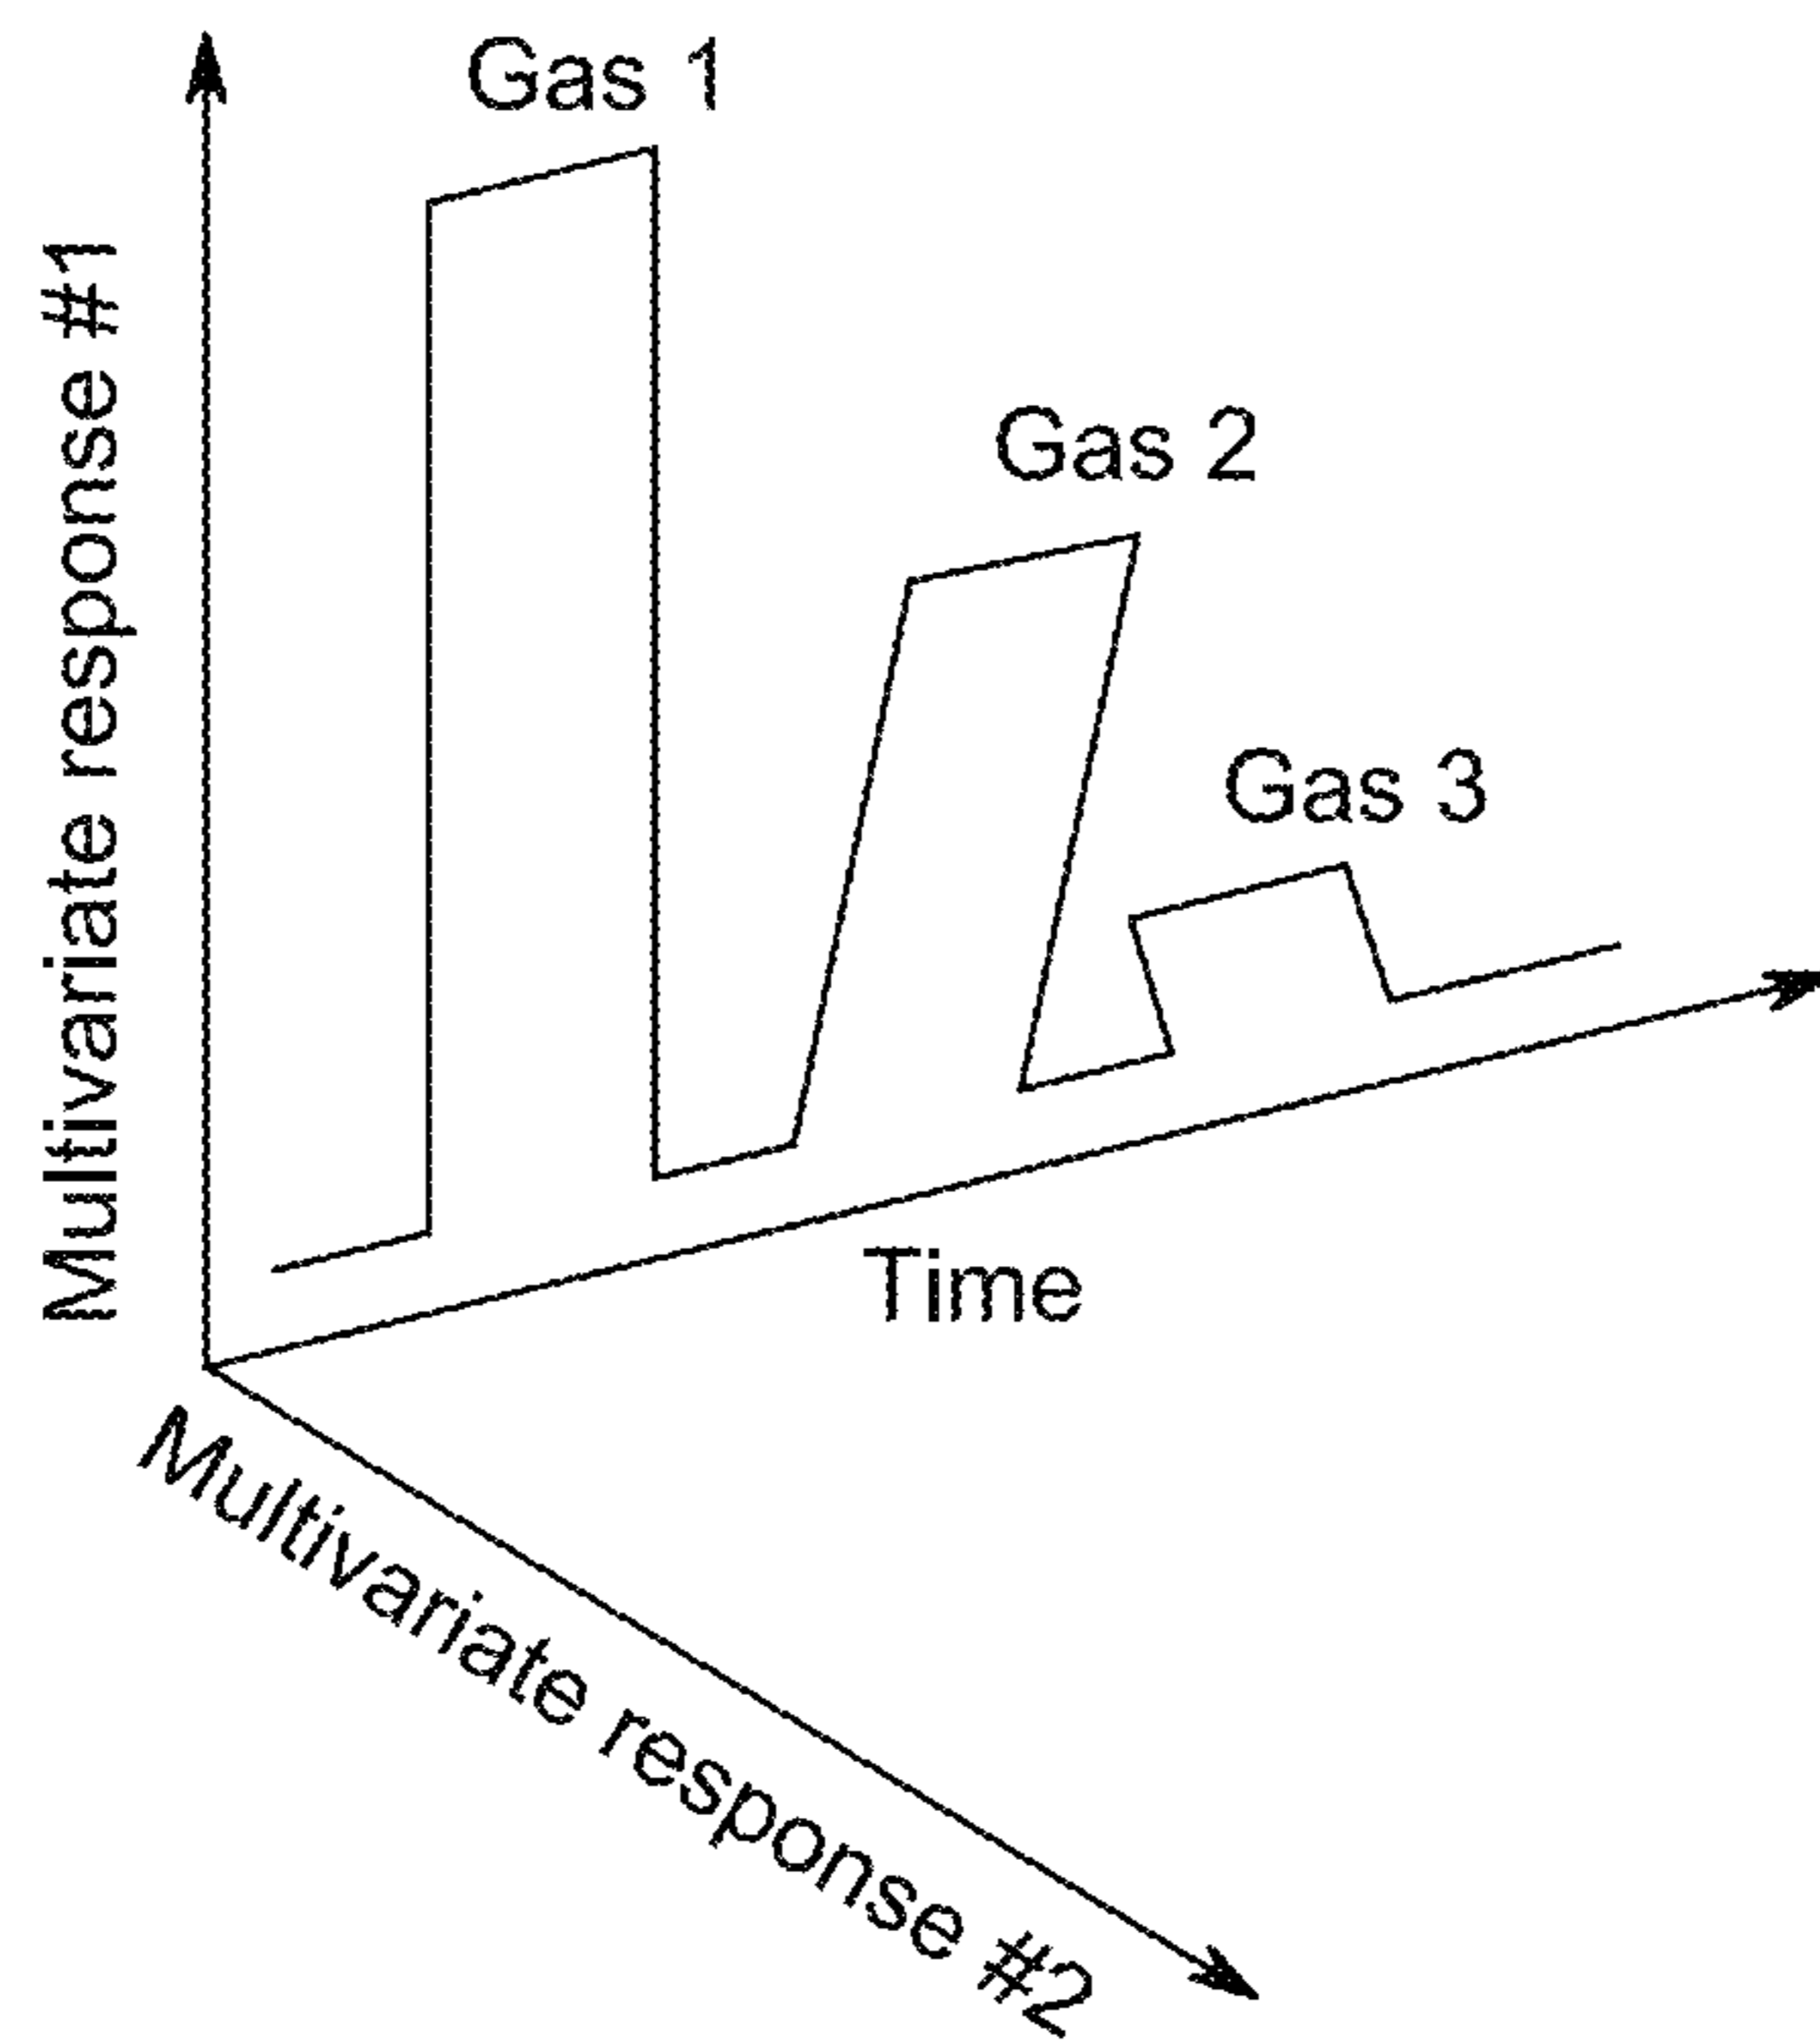 Gas 1
Multivariate response #1
Gas 2
Gas 3
Time
Multivariate response #2